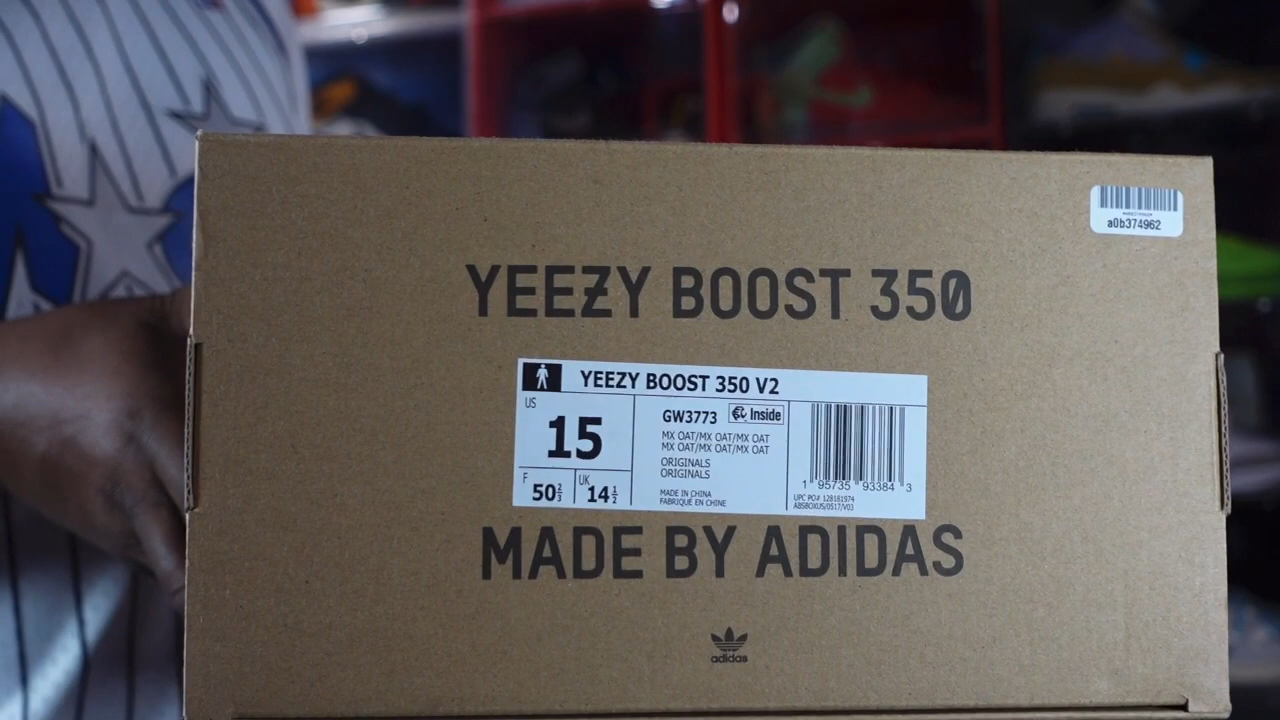 a0b374962
YEEZY BOOST 350
YEEZY BOOST 350 V2
US
15
F
50⅔
UK
14½
GW3773
Inside
MX OAT/MX OAT/MX OAT
MX OAT/MX OAT/MX OAT
ORIGINALS
ORIGINALS
MADE IN CHINA
FABRIQUÉ EN CHINE
1 95735 93384 3
UPC PO# 128181974
ABSBOXUS/0517/V03
MADE BY ADIDAS
adidas